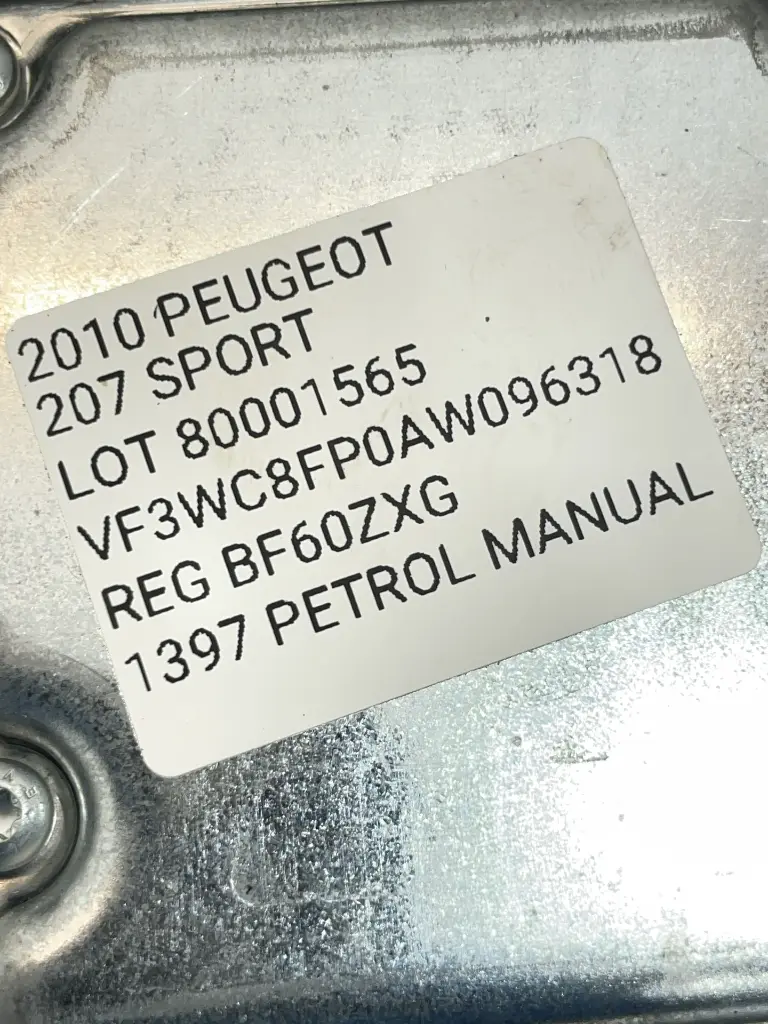 2010 PEUGEOT
207 SPORT
LOT 80001565
VF3WC8FP0AW096318
REG BF60ZXG
1397 PETROL MANUAL